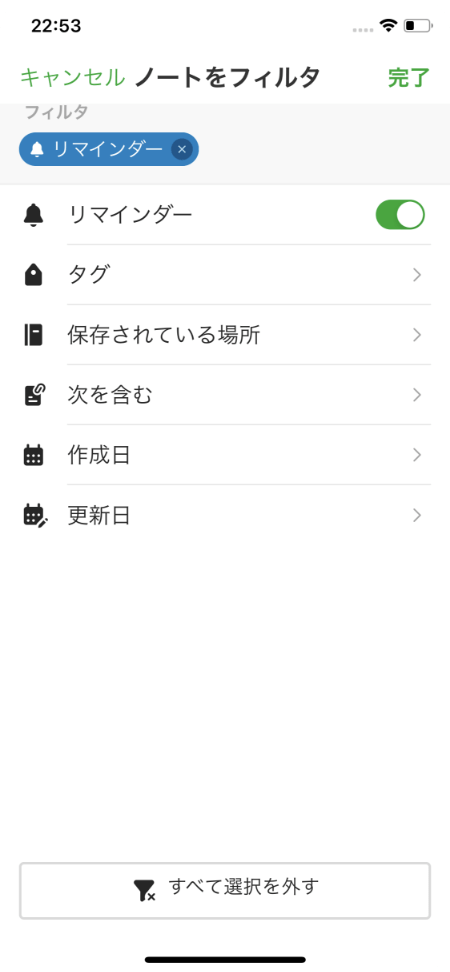 22:53
キャンセル ノートをフィルタ 完了
フィルタ
リマインダー
リマインダー
タグ
保存されている場所
次を含む
作成日
更新日
すべて選択を外す